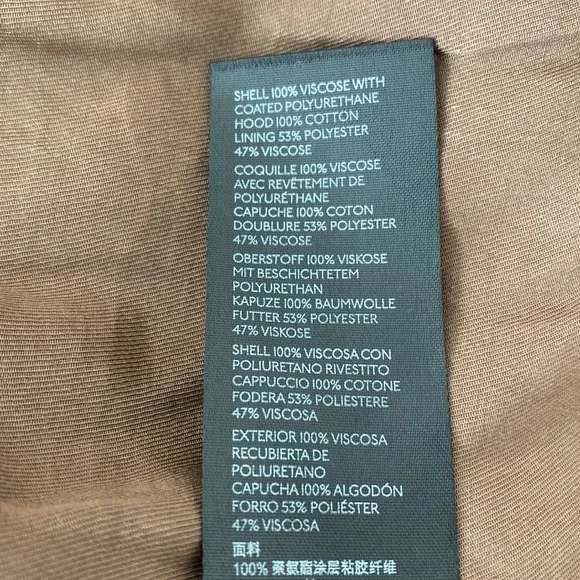 SHELL 100% VISCOSE WITH
COATED POLYURETHANE
HOOD 100% COTTON
LINING 53% POLYESTER
47% VISCOSE
COQUILLE 100% VISCOSE
AVEC REVÊTEMENT DE
POLYURÉTHANE
CAPUCHE 100% COTON
DOUBLURE 53% POLYESTER
47% VISCOSE
OBERSTOFF 100% VISKOSE
MIT BESCHICHTETEM
POLYURETHAN
KAPUZE 100% BAUMWOLLE
FUTTER 53% POLYESTER
47% VISKOSE
SHELL 100% VISCOSA CON
POLIURETANO RIVESTITO
CAPPUCCIO 100% COTONE
FODERA 53% POLIESTERE
47% VISCOSA
EXTERIOR 100% VISCOSA
RECUBIERTA DE
POLIURETANO
CAPUCHA 100% ALGODÓN
FORRO 53% POLIÉSTER
47% VISCOSA
面料
100% 聚氨酯涂层粘胶纤维